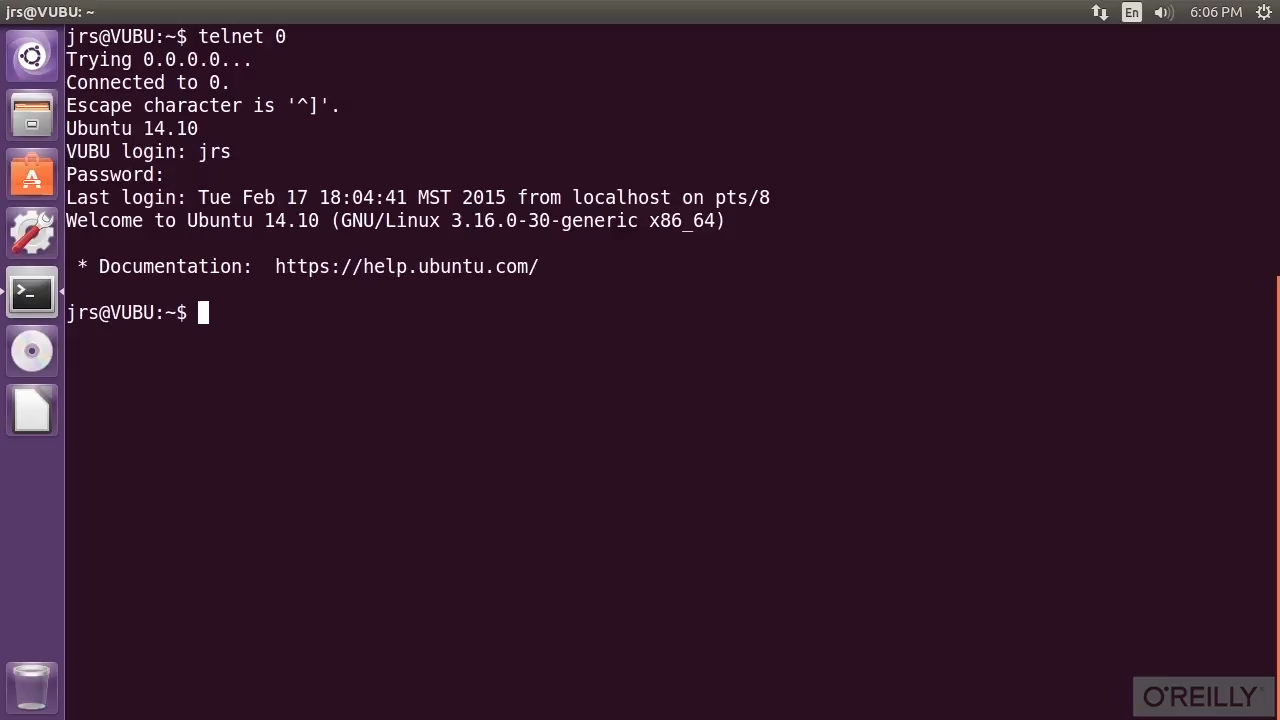 jrs@VUBU: ~
En
6:06 PM
jrs@VUBU:~$ telnet 0
Trying 0.0.0.0...
Connected to 0.
Escape character is '^]'.
Ubuntu 14.10
VUBU login: jrs
Password:
Last login: Tue Feb 17 18:04:41 MST 2015 from localhost on pts/8
Welcome to Ubuntu 14.10 (GNU/Linux 3.16.0-30-generic x86_64)
* Documentation:  https://help.ubuntu.com/
jrs@VUBU:~$
O'REILLY